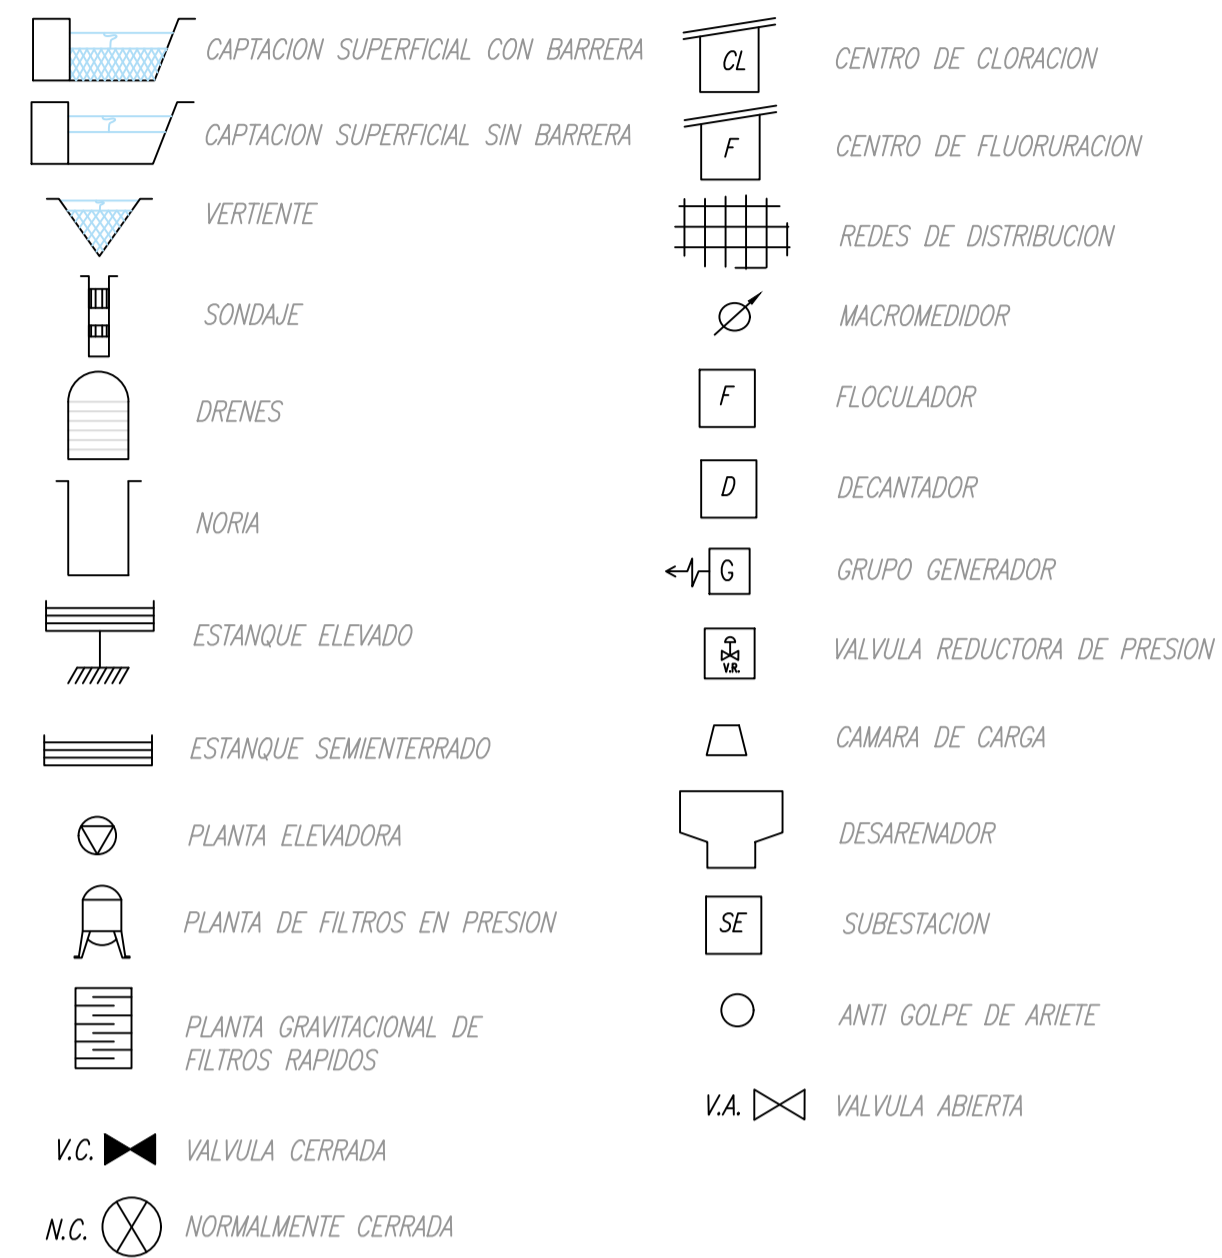 CAPTACION SUPERFICIAL CON BARRERA
CAPTACION SUPERFICIAL SIN BARRERA
VERTIENTE
SONDAJE
DRENES
NORIA
ESTANQUE ELEVADO
ESTANQUE SEMIENTERRADO
PLANTA ELEVADORA
PLANTA DE FILTROS EN PRESION
PLANTA GRAVITACIONAL DE
FILTROS RAPIDOS
V.C. VALVULA CERRADA
N.C. NORMALMENTE CERRADA
CL CENTRO DE CLORACION
F CENTRO DE FLUORURACION
REDES DE DISTRIBUCION
MACROMEDIDOR
F FLOCULADOR
D DECANTADOR
G GRUPO GENERADOR
V.R. VALVULA REDUCTORA DE PRESION
CAMARA DE CARGA
DESARENADOR
SE SUBESTACION
ANTI GOLPE DE ARIETE
V.A. VALVULA ABIERTA